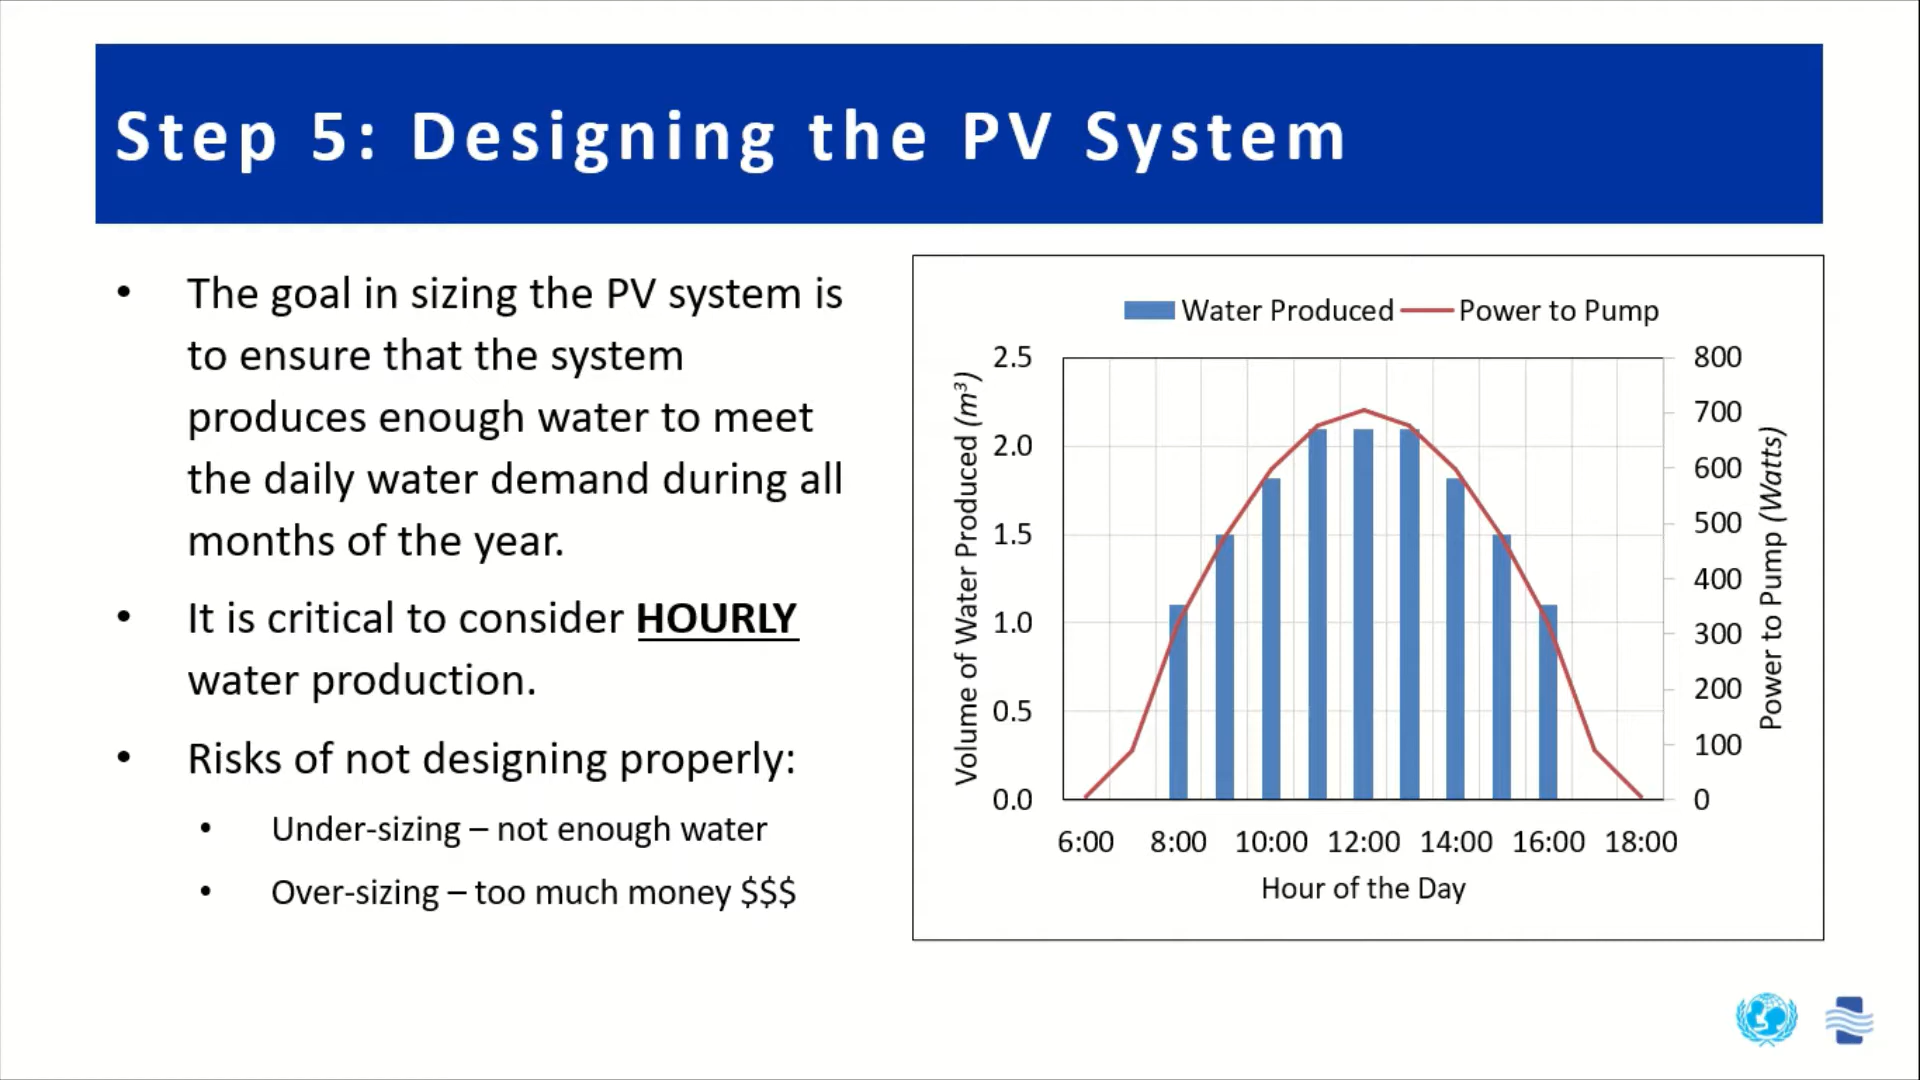 Step 5: Designing the PV System
• The goal in sizing the PV system is
to ensure that the system
produces enough water to meet
the daily water demand during all
months of the year.
• It is critical to consider HOURLY
water production.
• Risks of not designing properly:
• Under-sizing – not enough water
• Over-sizing – too much money $$$
Water Produced Power to Pump
Volume of Water Produced (m³)
2.5
2.0
1.5
1.0
0.5
0.0
800
700
600
500
400
300
200
100
0
Power to Pump (Watts)
6:00 8:00 10:00 12:00 14:00 16:00 18:00
Hour of the Day